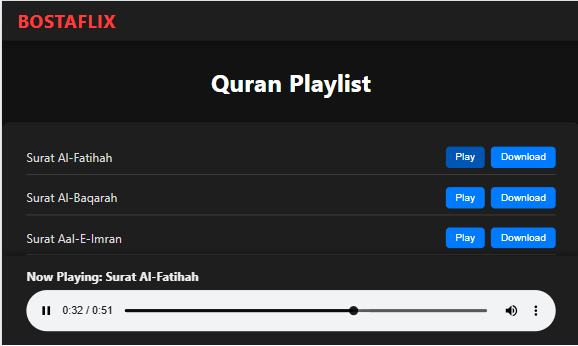 BOSTAFLIX
Quran Playlist
Surat Al-Fatihah Play Download
Surat Al-Baqarah Play Download
Surat Aal-E-Imran Play Download
Now Playing: Surat Al-Fatihah
0:32 / 0:51